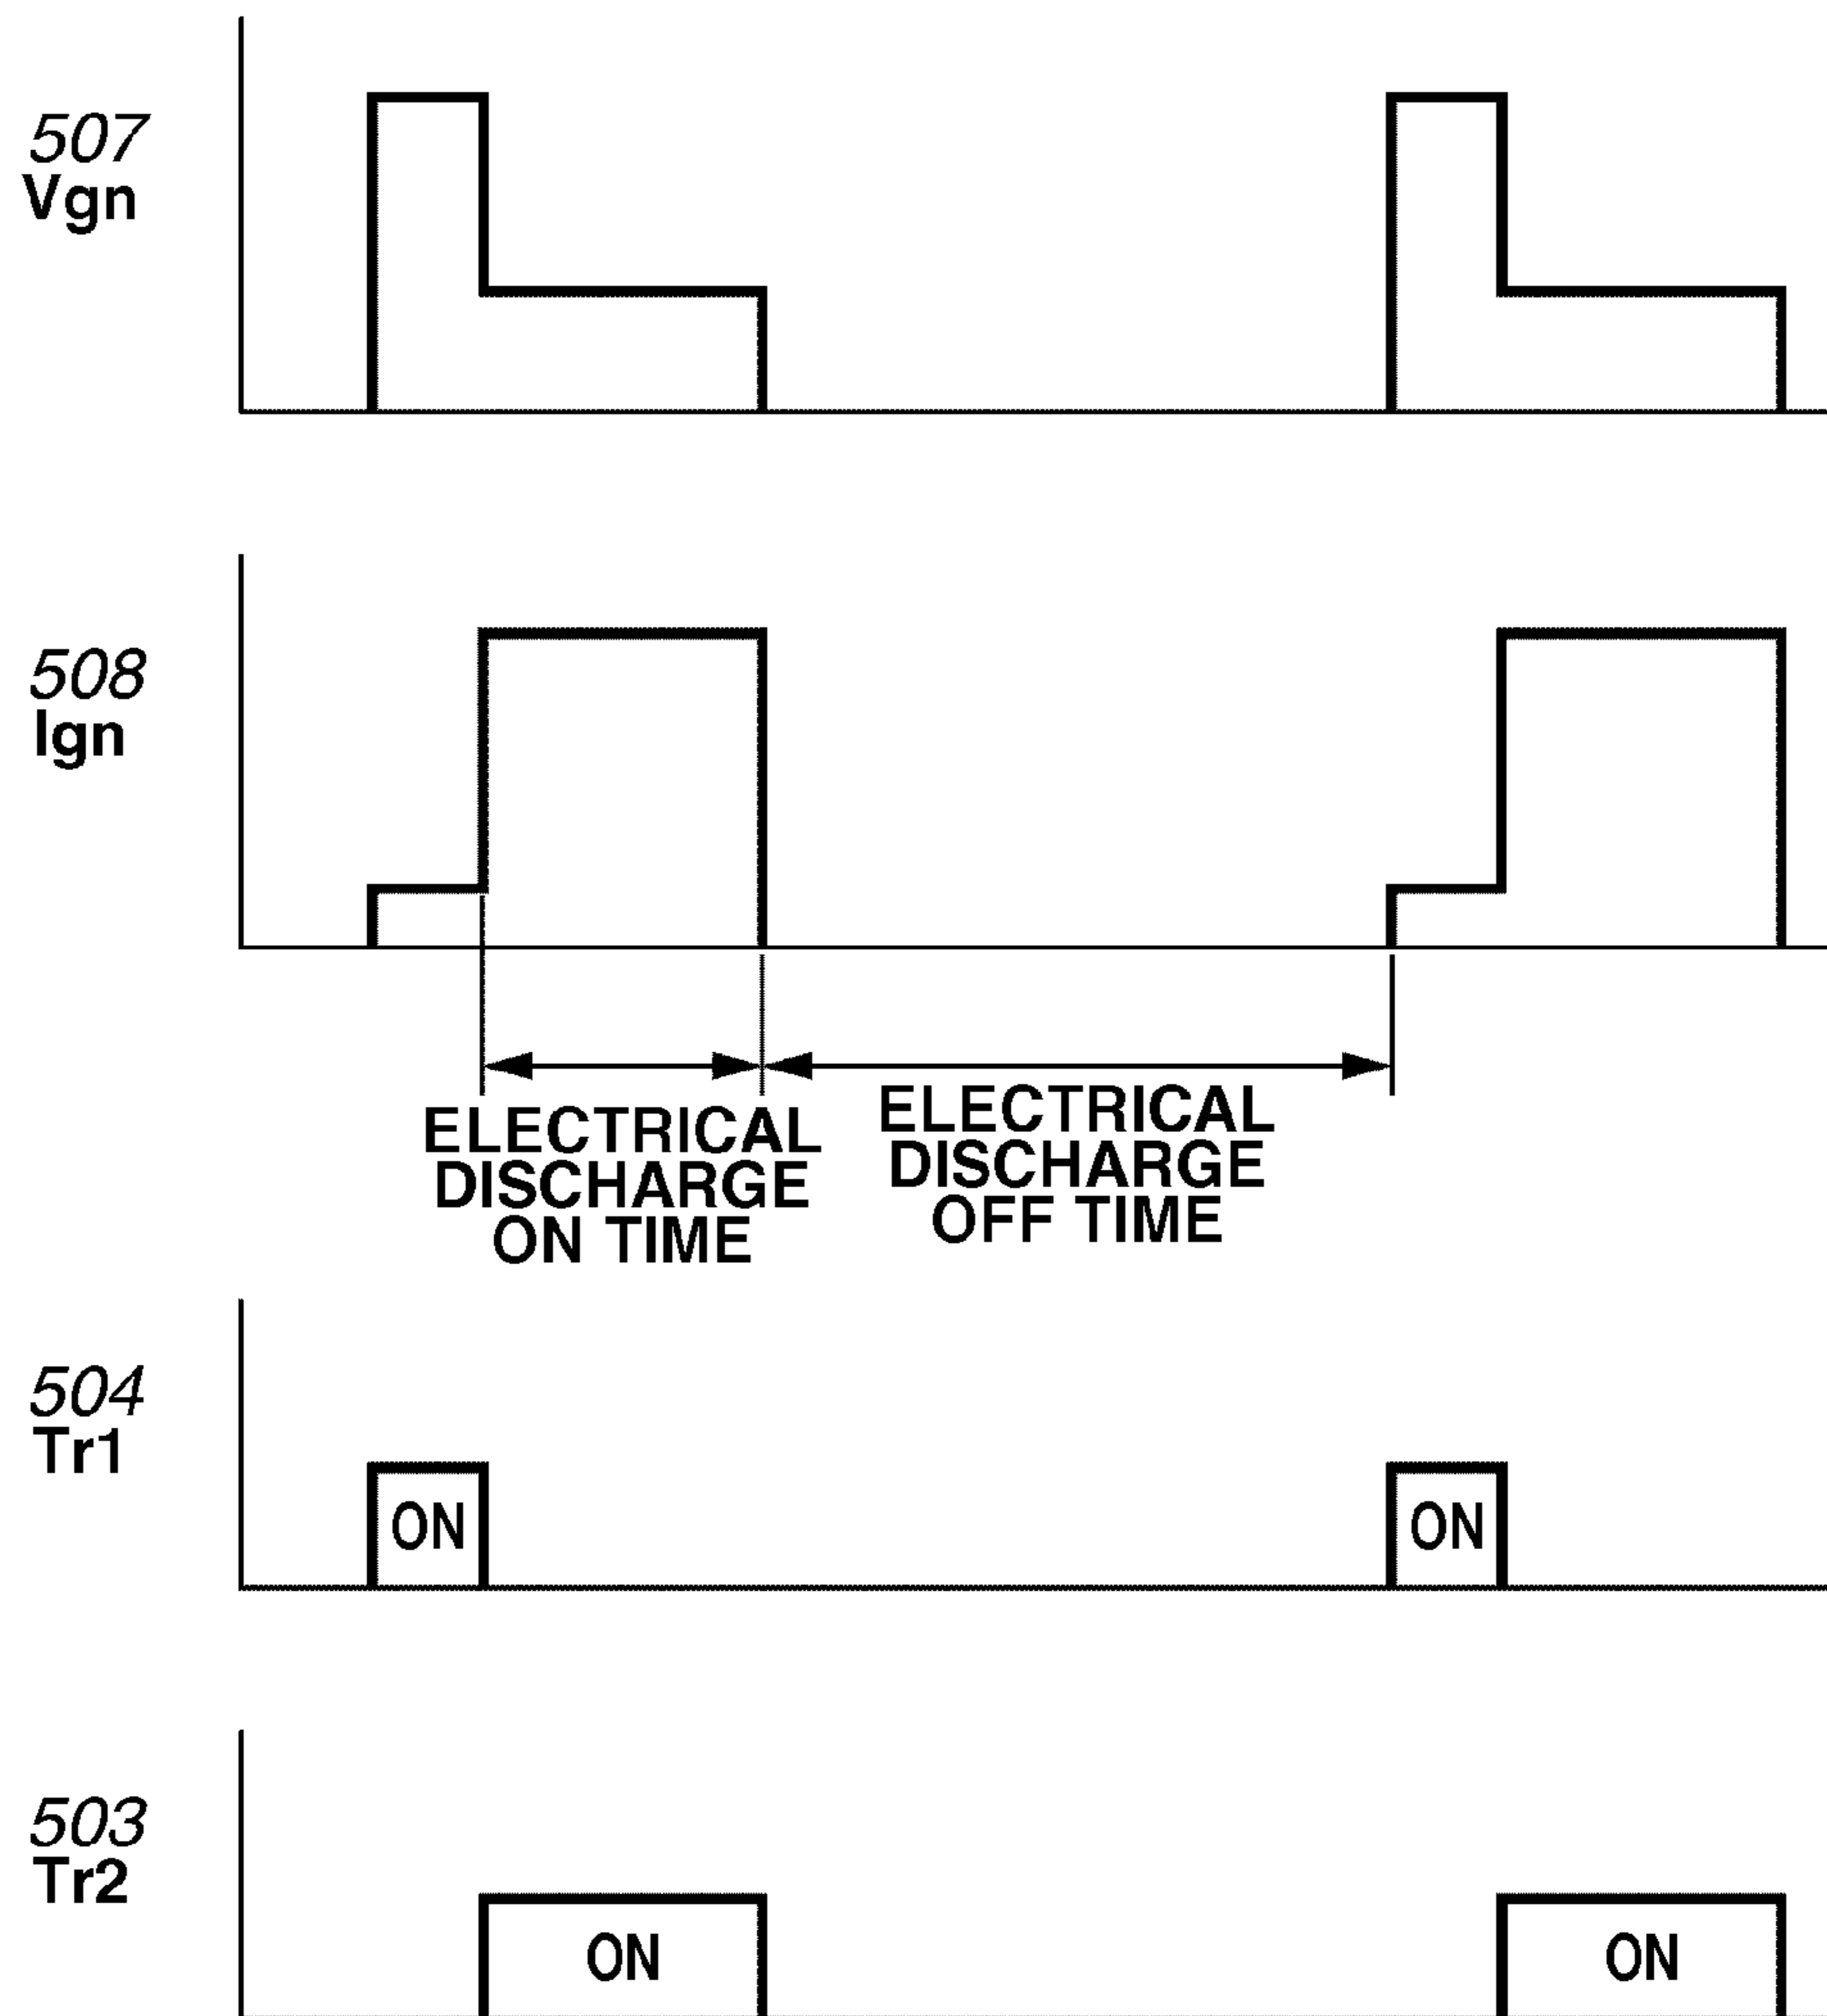 507
Vgn
508
Ign
ELECTRICAL
DISCHARGE
ON TIME
ELECTRICAL
DISCHARGE
OFF TIME
504
Tr1
ON
ON
503
Tr2
ON
ON